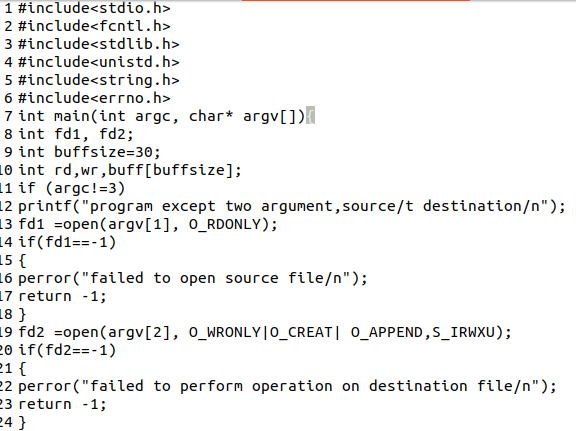 1 #include<stdio.h>
2 #include<fcntl.h>
3 #include<stdlib.h>
4 #include<unistd.h>
5 #include<string.h>
6 #include<errno.h>
7 int main(int argc, char* argv[]){
8 int fd1, fd2;
9 int buffsize=30;
10 int rd,wr,buff[buffsize];
11 if (argc!=3)
12 printf("program except two argument,source/t destination/n");
13 fd1 =open(argv[1], O_RDONLY);
14 if(fd1==-1)
15 {
16 perror("failed to open source file/n");
17 return -1;
18 }
19 fd2 =open(argv[2], O_WRONLY|O_CREAT| O_APPEND,S_IRWXU);
20 if(fd2==-1)
21 {
22 perror("failed to perform operation on destination file/n");
23 return -1;
24 }